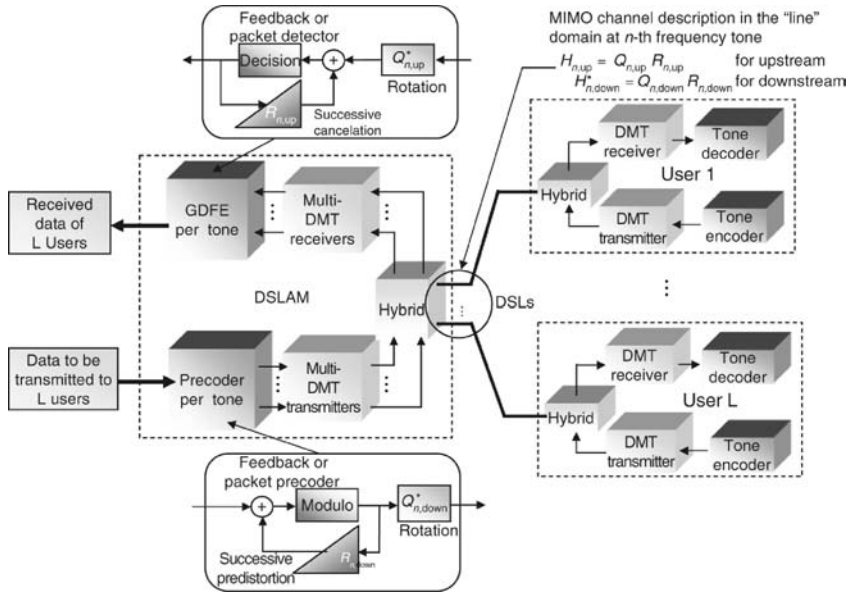 Feedback or
packet detector
Decision
+
Q*n,up
Rotation
Rn,up
Successive
cancelation
MIMO channel description in the “line”
domain at n-th frequency tone
Hn,up = Qn,up Rn,up for upstream
H*n,down = Qn,down Rn,down for downstream
Received
data of
L Users
GDFE
per tone
Multi-
DMT
receivers
DSLAM
Hybrid
DSLs
Data to be
transmitted to
L users
Precoder
per tone
Multi-
DMT
transmitters
DMT
receiver
Tone
decoder
User 1
Hybrid
DMT
transmitter
Tone
encoder
DMT
receiver
Tone
decoder
User L
Hybrid
DMT
transmitter
Tone
encoder
Feedback or
packet precoder
+
Modulo
Q*n,down
Rotation
Successive
predistortion
Rn,down